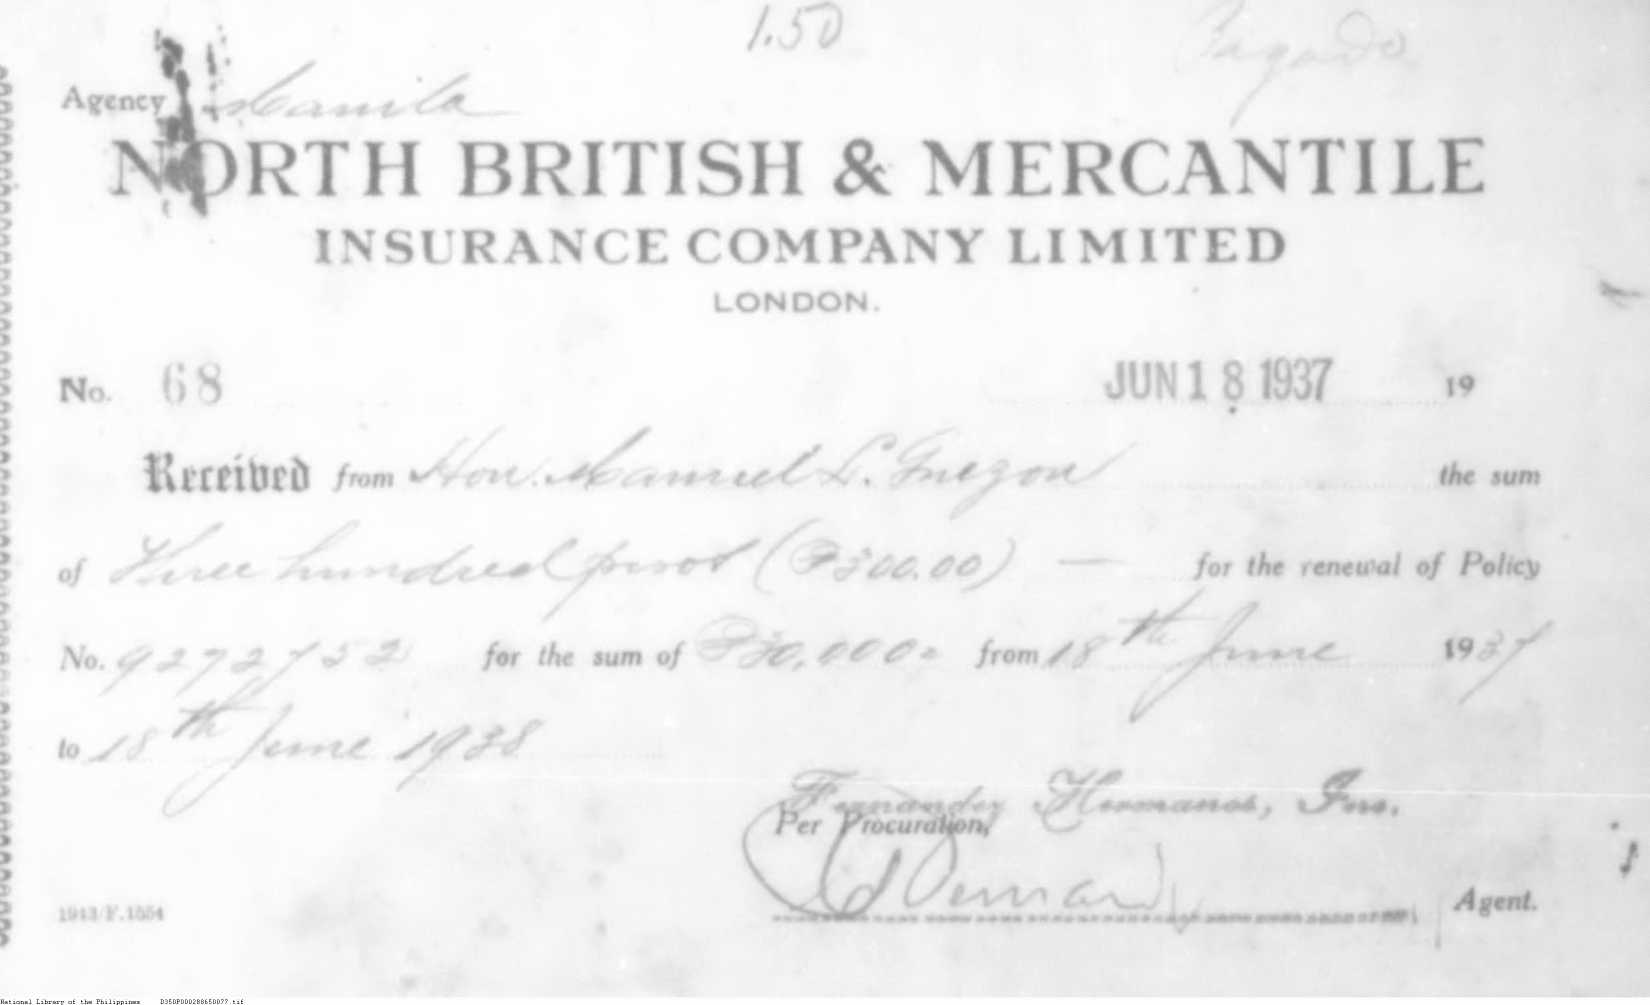 1.50 Pagado
Agency Manila
NORTH BRITISH & MERCANTILE
INSURANCE COMPANY LIMITED
LONDON.
No. 68 JUN 18 1937 19
Received from Hon. Manuel L. Quezon the sum
of Three hundred pesos (₱300.00) — for the renewal of Policy
No. 9272752 for the sum of ₱30,000 from 18th June 1937
to 18th June 1938
Fernandez Hermanos, Inc.
Per Procuration,
Agent.
1943/F.1554
National Library of the Philippines D350P000288650077.tif